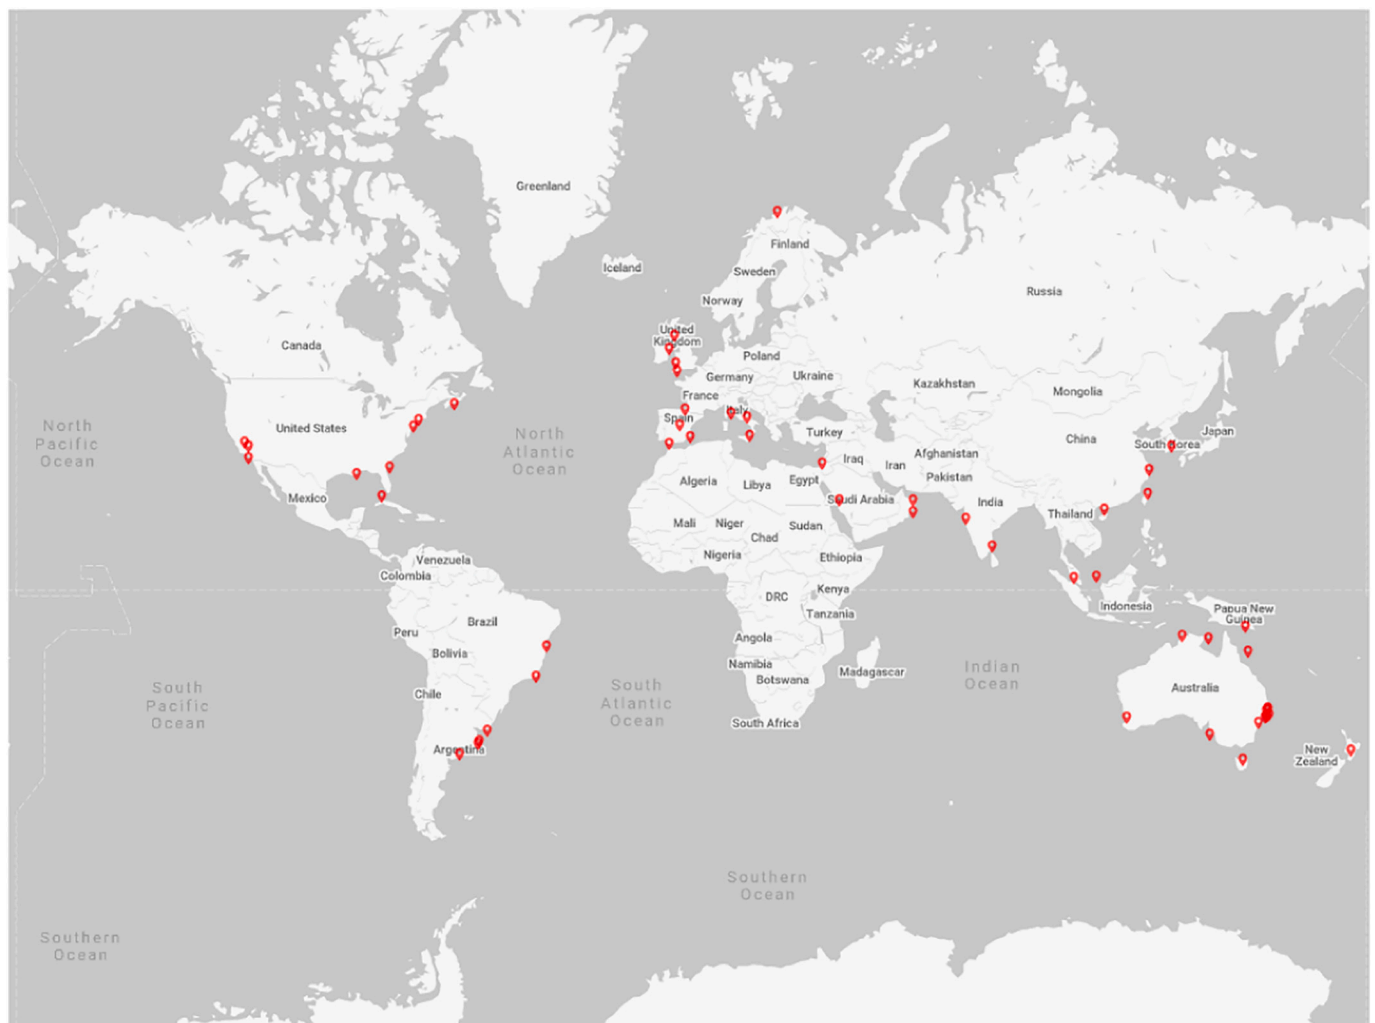 Greenland
Finland
Iceland
Sweden
Russia
Norway
United
Kingdom
Canada
Poland
Germany
Ukraine
Kazakhstan
Mongolia
France
Italy
Spain
North
Pacific
Ocean
United States
North
Atlantic
Ocean
Turkey
China
Japan
South Korea
Iraq
Iran
Afghanistan
Pakistan
Algeria
Libya
Egypt
Mexico
Saudi Arabia
India
Thailand
Mali
Niger
Chad
Sudan
Nigeria
Ethiopia
Venezuela
Colombia
DRC
Kenya
Tanzania
Indonesia
Papua New
Guinea
Brazil
Peru
Bolivia
Angola
Namibia
Botswana
Madagascar
Indian
Ocean
Australia
Chile
South
Pacific
Ocean
South
Atlantic
Ocean
South Africa
Argentina
New
Zealand
Southern
Ocean
Southern
Ocean